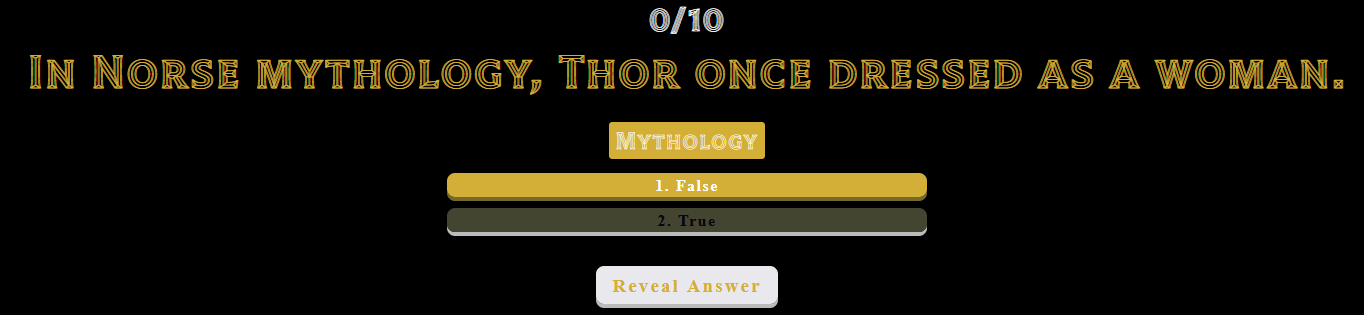 0/10
In Norse mythology, Thor once dressed as a woman.
Mythology
1. False
2. True
Reveal Answer